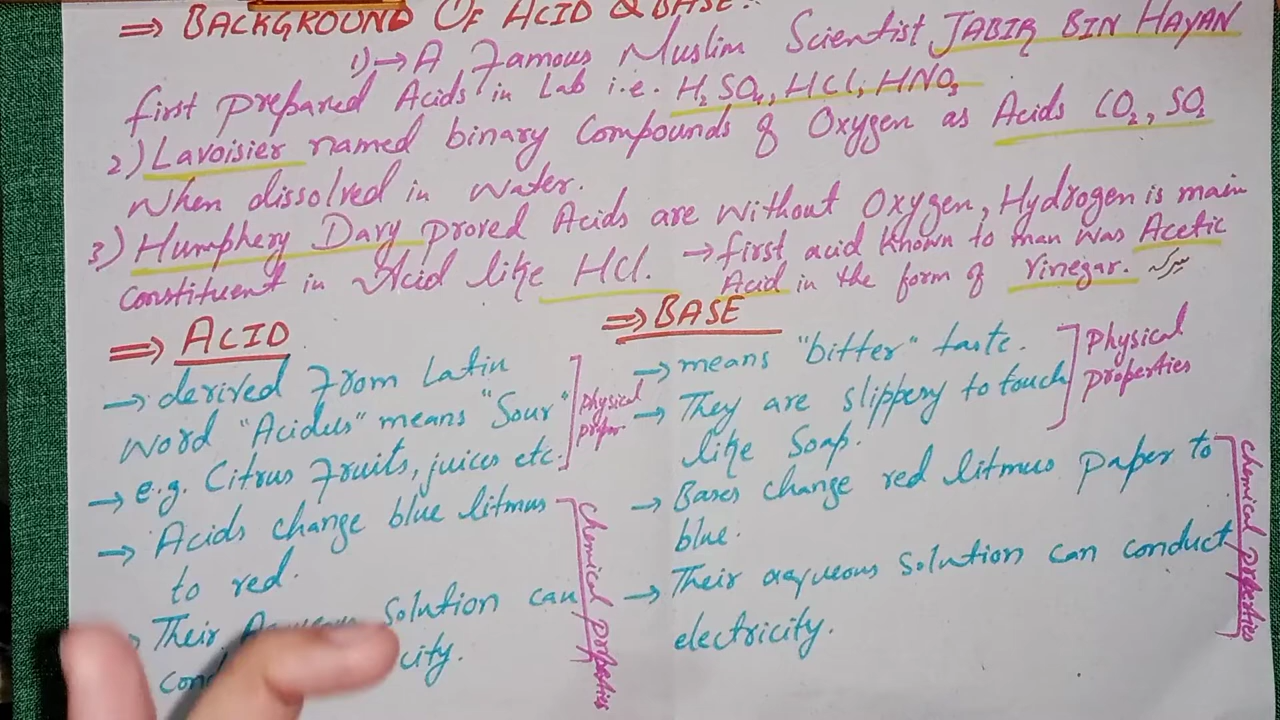 ⇒ BACKGROUND OF ACID & BASE:-
1)→ A Famous Muslim Scientist JABIR BIN HAYAN
first prepared Acids in Lab i.e. H₂SO₄, HCl, HNO₃
2) Lavoisier named binary Compounds of Oxygen as Acids CO₂, SO₂
when dissolved in water.
3) Humphery Davy proved Acids are without Oxygen, Hydrogen is main
constituent in Acid like HCl.
→ first acid known to man was Acetic
Acid in the form of Vinegar. سرکہ
⇒ ACID
→ derived from Latin
word "Acidus" means "Sour"
→ e.g. Citrus fruits, juices etc.
Physical
proper.
→ Acids change blue litmus
to red.
Their solution can
cond city.
chemical properties
⇒ BASE
→ means "bitter" taste.
→ They are slippery to touch
like Soap.
Physical
properties
→ Bases change red litmus paper to
blue.
→ Their aqyueous solution can conduct
electricity.
chemical properties